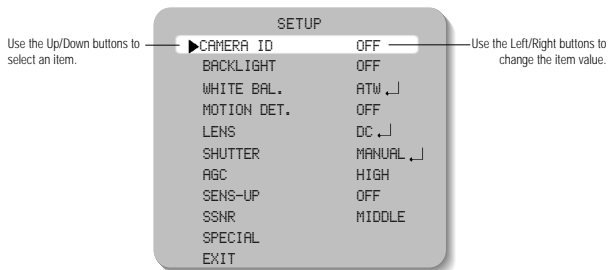 SETUP
Use the Up/Down buttons to
select an item.
▶CAMERA ID OFF
Use the Left/Right buttons to
change the item value.
BACKLIGHT OFF
WHITE BAL. ATW ↵
MOTION DET. OFF
LENS DC ↵
SHUTTER MANUAL ↵
AGC HIGH
SENS-UP OFF
SSNR MIDDLE
SPECIAL
EXIT